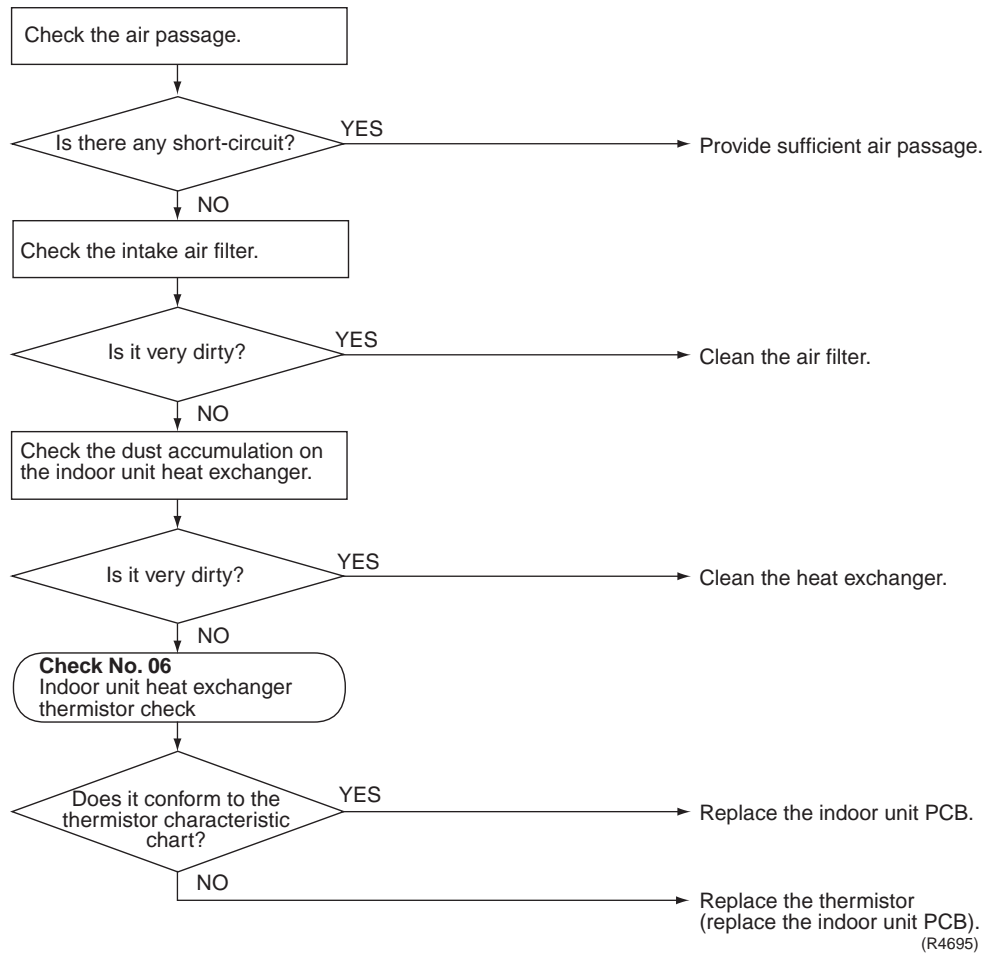 Check the air passage.
Is there any short-circuit?
YES
Provide sufficient air passage.
NO
Check the intake air filter.
Is it very dirty?
YES
Clean the air filter.
NO
Check the dust accumulation on
the indoor unit heat exchanger.
Is it very dirty?
YES
Clean the heat exchanger.
NO
Check No. 06
Indoor unit heat exchanger
thermistor check
Does it conform to the
thermistor characteristic
chart?
YES
Replace the indoor unit PCB.
NO
Replace the thermistor
(replace the indoor unit PCB).
(R4695)